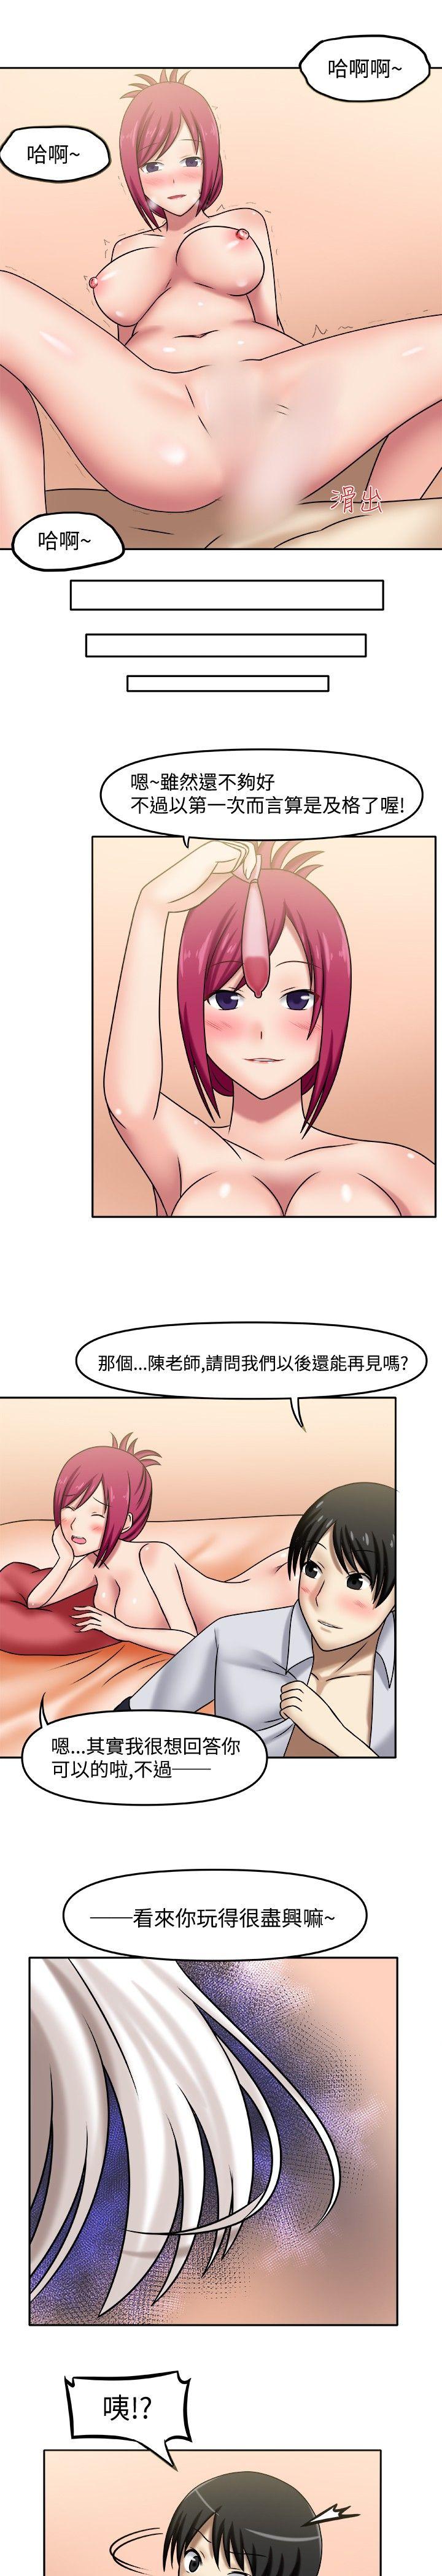 哈啊啊~
哈啊~
滑出
哈啊~
嗯~雖然還不夠好
不過以第一次而言算是及格了喔!
那個...陳老師,請問我們以後還能再見嗎?
嗯...其實我很想回答你
可以的啦,不過——
——看來你玩得很盡興嘛~
咦!?